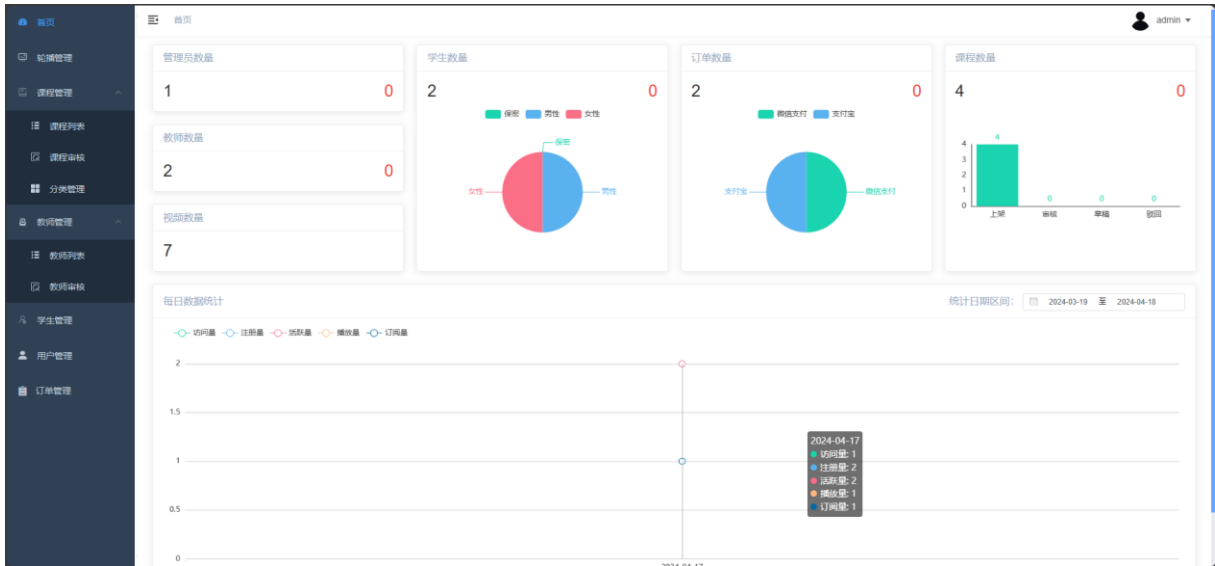 首页
轮播管理
课程管理
课程列表
课程审核
分类管理
教师管理
教师列表
教师审核
学生管理
用户管理
订单管理
首页
admin
管理员数量
1 0
教师数量
2 0
视频数量
7
学生数量
2 0
保密 男性 女性
保密
女性 男性
订单数量
2 0
微信支付 支付宝
支付宝 微信支付
课程数量
4 0
4
4
3
2
1
0
0 0 0
上架 审核 草稿 驳回
每日数据统计
统计日期区间: 2024-03-19 至 2024-04-18
访问量 注册量 活跃量 播放量 订阅量
2
1.5
1
0.5
0
2024-04-17
访问量: 1
注册量: 2
活跃量: 2
播放量: 1
订阅量: 1
2024-04-17